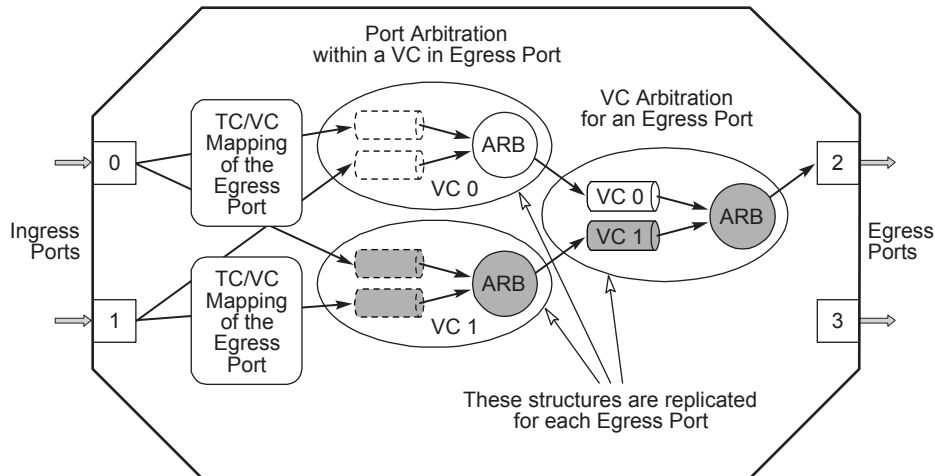 Port Arbitration
within a VC in Egress Port
VC Arbitration
for an Egress Port
TC/VC
Mapping
of the
Egress
Port
ARB
VC 0
0
2
VC 0
VC 1
ARB
Ingress
Ports
Egress
Ports
TC/VC
Mapping
of the
Egress
Port
ARB
VC 1
1
3
These structures are replicated
for each Egress Port